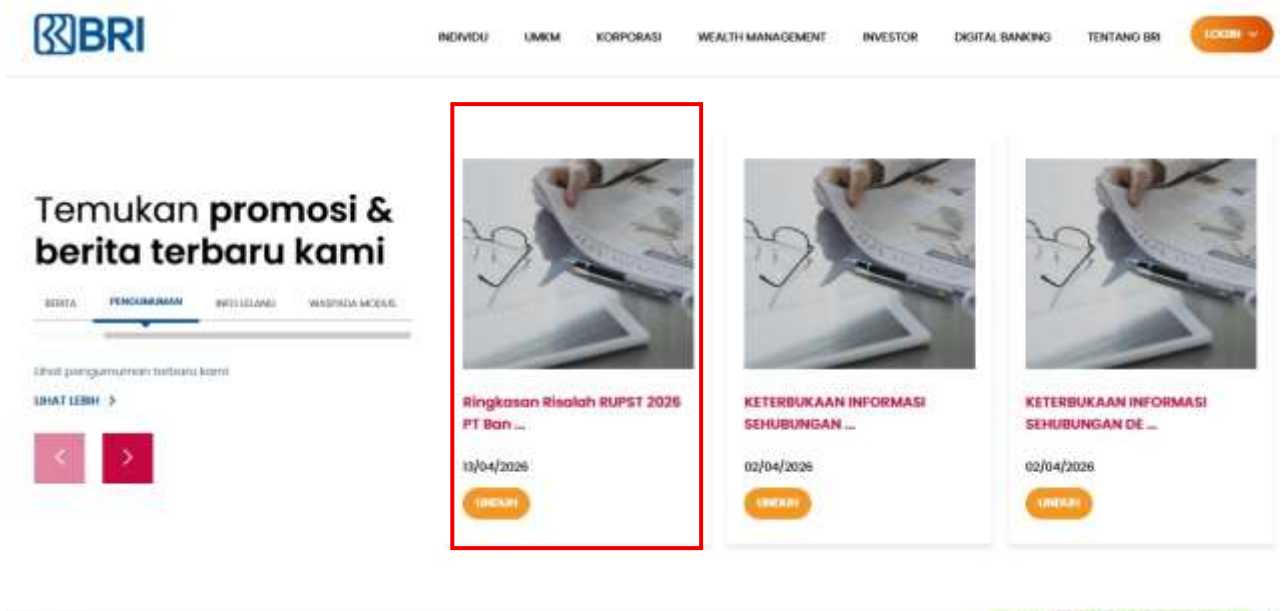 BRI
INDIVIDU
UMKM
KORPORASI
WEALTH MANAGEMENT
INVESTOR
DIGITAL BANKING
TENTANG BRI
LOGIN
Temukan promosi &
berita terbaru kami
BERITA
PENGUMUMAN
INFO LELANG
WASPADA MODUS
Lihat pengumuman terbaru kami
LIHAT LEBIH >
Ringkasan Risalah RUPST 2026
PT Ban ...
13/04/2026
UNDUH
KETERBUKAAN INFORMASI
SEHUBUNGAN ...
02/04/2026
UNDUH
KETERBUKAAN INFORMASI
SEHUBUNGAN DE ...
02/04/2026
UNDUH